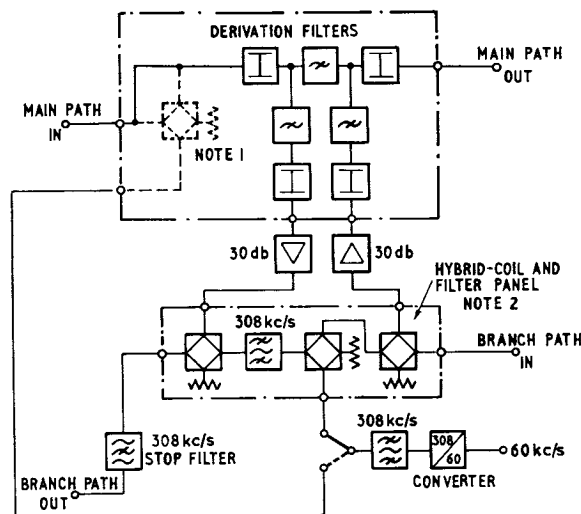 DERIVATION FILTERS
MAIN PATH
OUT
MAIN PATH
IN
NOTE 1
30db
30db
HYBRID-COIL AND
FILTER PANEL
NOTE 2
308kc/s
BRANCH PATH
IN
308kc/s
STOP FILTER
308kc/s
308
60
60kc/s
CONVERTER
BRANCH PATH
OUT